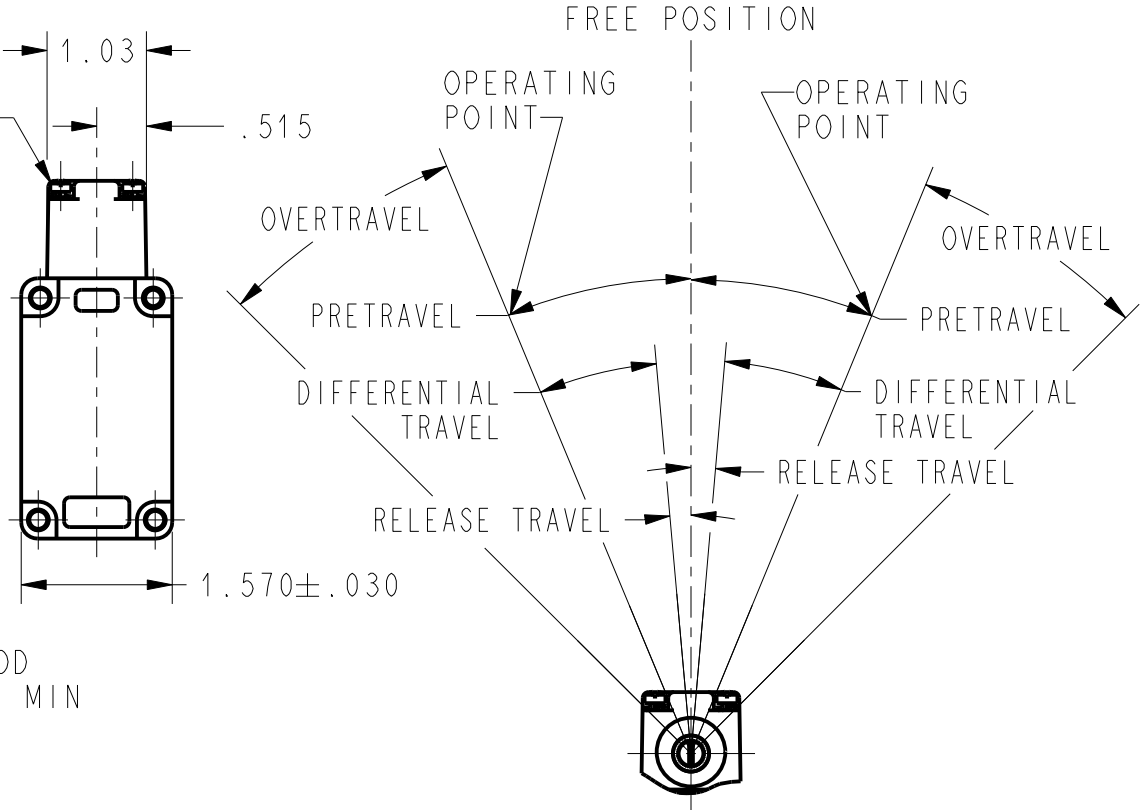 FREE POSITION
1.03
OPERATING
POINT
OPERATING
POINT
.515
OVERTRAVEL
OVERTRAVEL
PRETRAVEL
PRETRAVEL
DIFFERENTIAL
TRAVEL
DIFFERENTIAL
TRAVEL
RELEASE TRAVEL
RELEASE TRAVEL
1.570±.030
OD
MIN